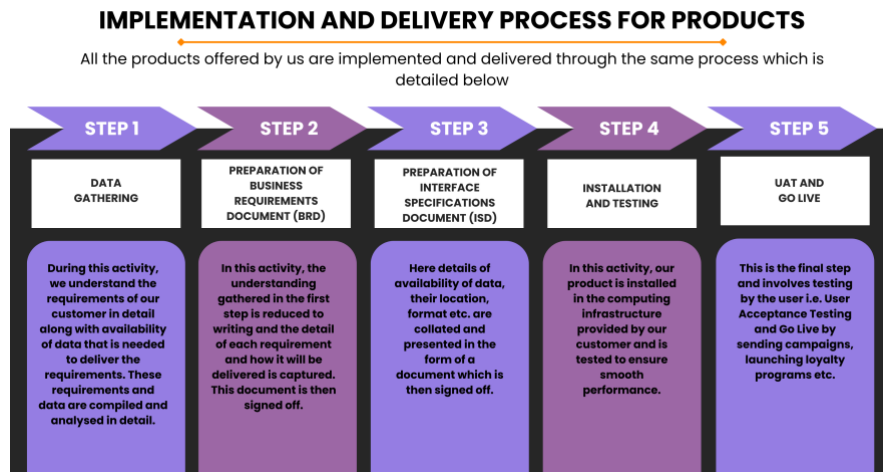 IMPLEMENTATION AND DELIVERY PROCESS FOR PRODUCTS
All the products offered by us are implemented and delivered through the same process which is
detailed below
STEP 1
STEP 2
STEP 3
STEP 4
STEP 5
DATA
GATHERING
PREPARATION OF
BUSINESS
REQUIREMENTS
DOCUMENT (BRD)
PREPARATION OF
INTERFACE
SPECIFICATIONS
DOCUMENT (ISD)
INSTALLATION
AND TESTING
UAT AND
GO LIVE
During this activity,
we understand the
requirements of our
customer in detail
along with availability
of data that is needed
to deliver the
requirements. These
requirements and
data are compiled and
analysed in detail.
In this activity, the
understanding
gathered in the first
step is reduced to
writing and the detail
of each requirement
and how it will be
delivered is captured.
This document is then
signed off.
Here details of
availability of data,
their location,
format etc. are
collated and
presented in the
form of a
document which is
then signed off.
In this activity, our
product is installed
in the computing
infrastructure
provided by our
customer and is
tested to ensure
smooth
performance.
This is the final step
and involves testing
by the user i.e. User
Acceptance Testing
and Go Live by
sending campaigns,
launching loyalty
programs etc.